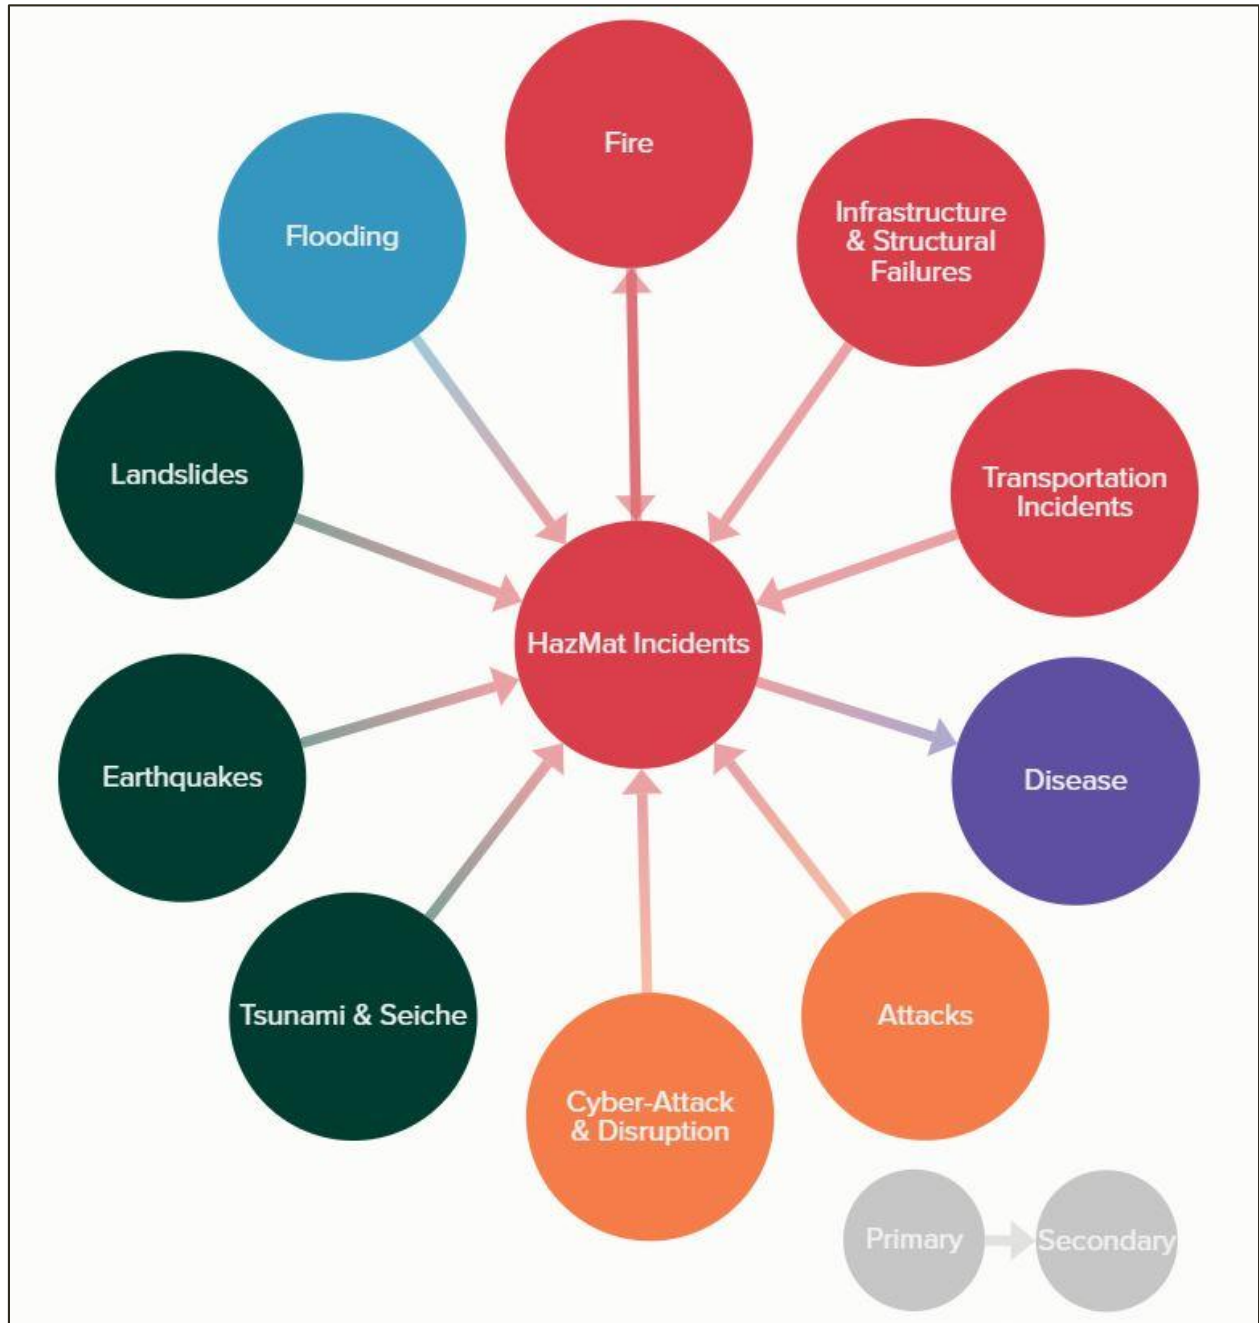 Fire
Infrastructure
& Structural
Failures
Flooding
Landslides
Transportation
Incidents
HazMat Incidents
Earthquakes
Disease
Tsunami & Seiche
Attacks
Cyber-Attack
& Disruption
Primary
Secondary